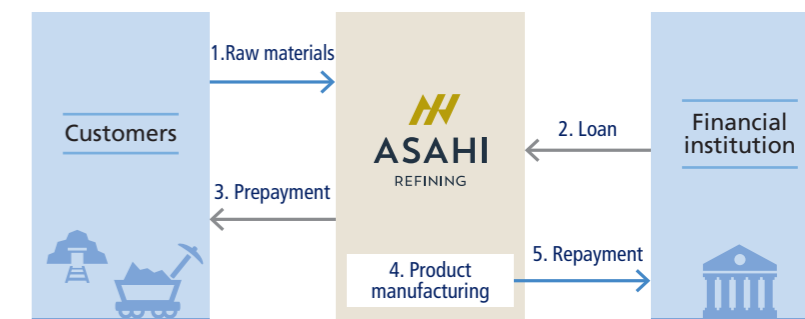 1.Raw materials
Customers
ASAHI
REFINING
2. Loan
Financial
institution
3. Prepayment
4. Product
manufacturing
5. Repayment